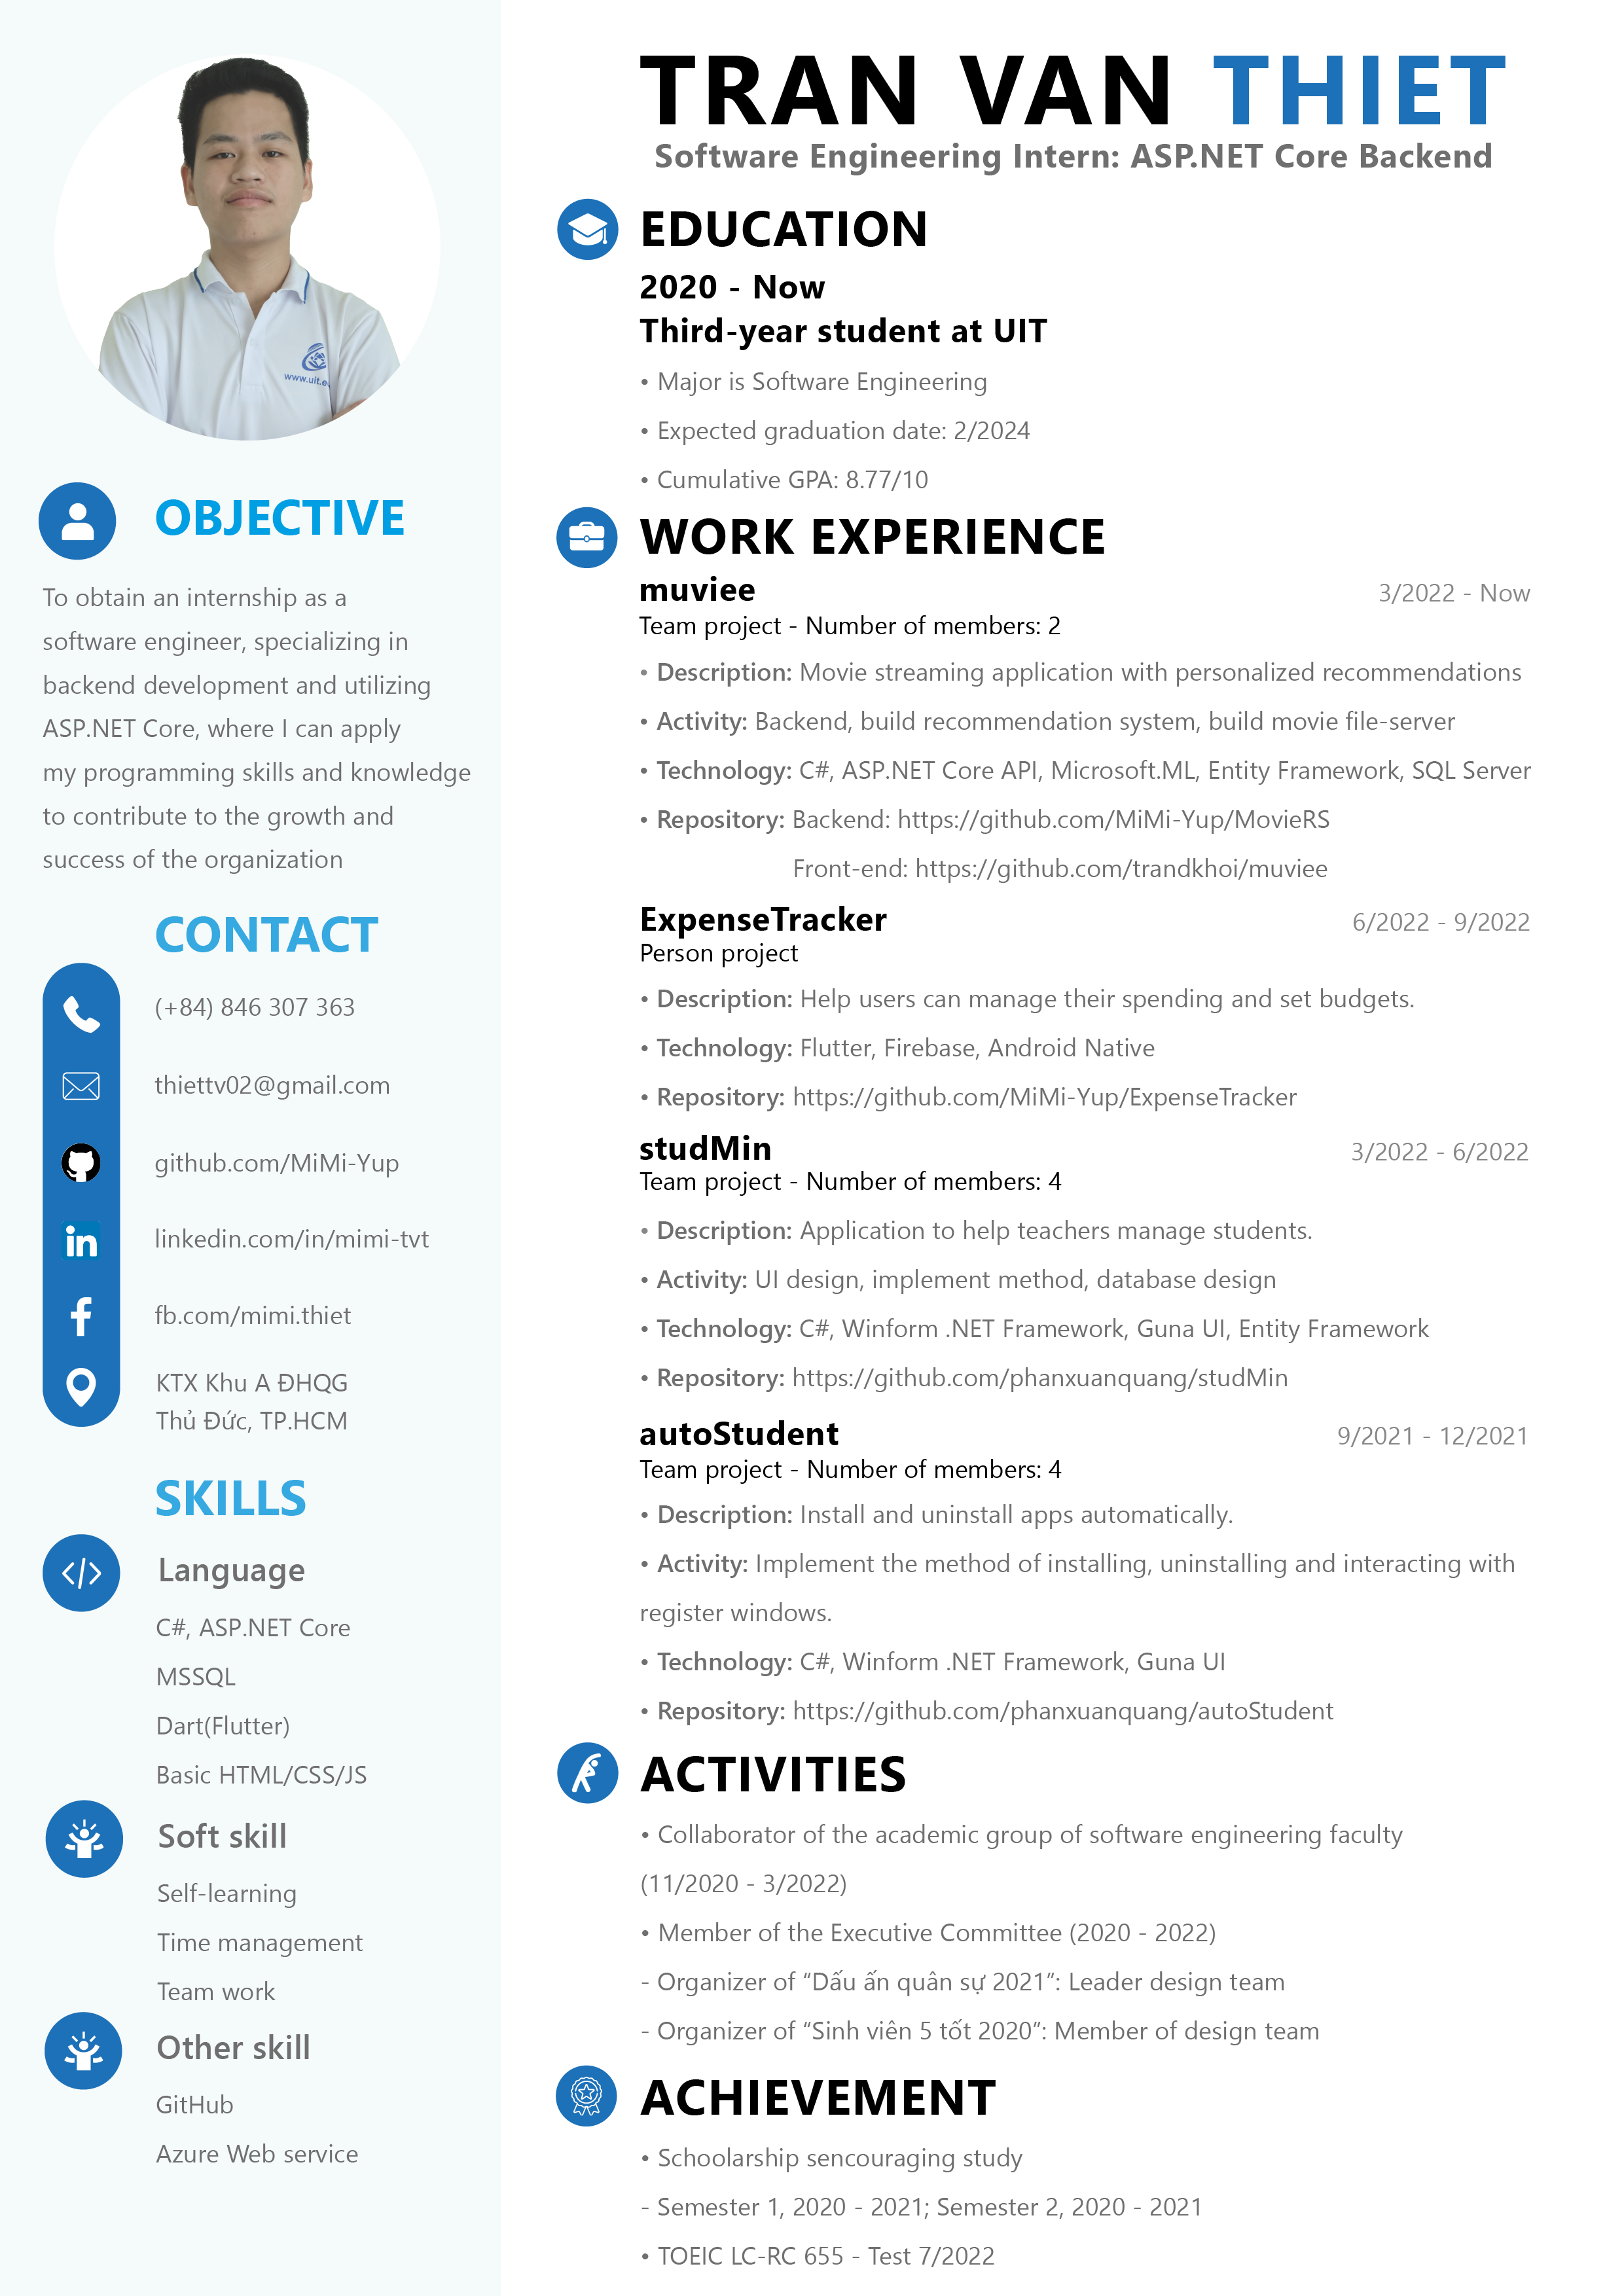 www.uit.e
OBJECTIVE
To obtain an internship as a
software engineer, specializing in
backend development and utilizing
ASP.NET Core, where I can apply
my programming skills and knowledge
to contribute to the growth and
success of the organization
CONTACT
(+84) 846 307 363
thiettv02@gmail.com
github.com/MiMi-Yup
in linkedin.com/in/mimi-tvt
f fb.com/mimi.thiet
KTX Khu A ĐHQG
Thủ Đức, TP.HCM
SKILLS
</> Language
C#, ASP.NET Core
MSSQL
Dart(Flutter)
Basic HTML/CSS/JS
Soft skill
Self-learning
Time management
Team work
Other skill
GitHub
Azure Web service
TRAN VAN THIET
Software Engineering Intern: ASP.NET Core Backend
EDUCATION
2020 - Now
Third-year student at UIT
• Major is Software Engineering
• Expected graduation date: 2/2024
• Cumulative GPA: 8.77/10
WORK EXPERIENCE
muviee 3/2022 - Now
Team project - Number of members: 2
• Description: Movie streaming application with personalized recommendations
• Activity: Backend, build recommendation system, build movie file-server
• Technology: C#, ASP.NET Core API, Microsoft.ML, Entity Framework, SQL Server
• Repository: Backend: https://github.com/MiMi-Yup/MovieRS
Front-end: https://github.com/trandkhoi/muviee
ExpenseTracker 6/2022 - 9/2022
Person project
• Description: Help users can manage their spending and set budgets.
• Technology: Flutter, Firebase, Android Native
• Repository: https://github.com/MiMi-Yup/ExpenseTracker
studMin 3/2022 - 6/2022
Team project - Number of members: 4
• Description: Application to help teachers manage students.
• Activity: UI design, implement method, database design
• Technology: C#, Winform .NET Framework, Guna UI, Entity Framework
• Repository: https://github.com/phanxuanquang/studMin
autoStudent 9/2021 - 12/2021
Team project - Number of members: 4
• Description: Install and uninstall apps automatically.
• Activity: Implement the method of installing, uninstalling and interacting with
register windows.
• Technology: C#, Winform .NET Framework, Guna UI
• Repository: https://github.com/phanxuanquang/autoStudent
ACTIVITIES
• Collaborator of the academic group of software engineering faculty
(11/2020 - 3/2022)
• Member of the Executive Committee (2020 - 2022)
- Organizer of “Dấu ấn quân sự 2021”: Leader design team
- Organizer of “Sinh viên 5 tốt 2020”: Member of design team
ACHIEVEMENT
• Schoolarship sencouraging study
- Semester 1, 2020 - 2021; Semester 2, 2020 - 2021
• TOEIC LC-RC 655 - Test 7/2022